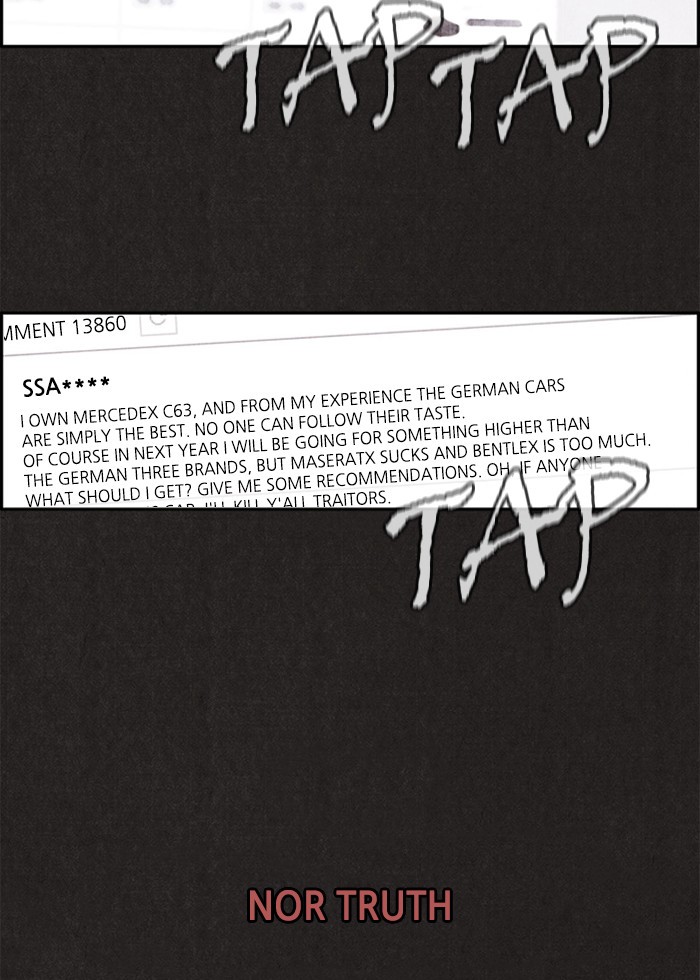 TAP TAP
MMENT 13860
SSA****
I OWN MERCEDEX C63, AND FROM MY EXPERIENCE THE GERMAN CARS
ARE SIMPLY THE BEST. NO ONE CAN FOLLOW THEIR TASTE.
OF COURSE IN NEXT YEAR I WILL BE GOING FOR SOMETHING HIGHER THAN
THE GERMAN THREE BRANDS, BUT MASERATX SUCKS AND BENTLEX IS TOO MUCH.
WHAT SHOULD I GET? GIVE ME SOME RECOMMENDATIONS. OH, IF ANYONE
CAR, I'LL KILL Y'ALL TRAITORS.
TAP
NOR TRUTH